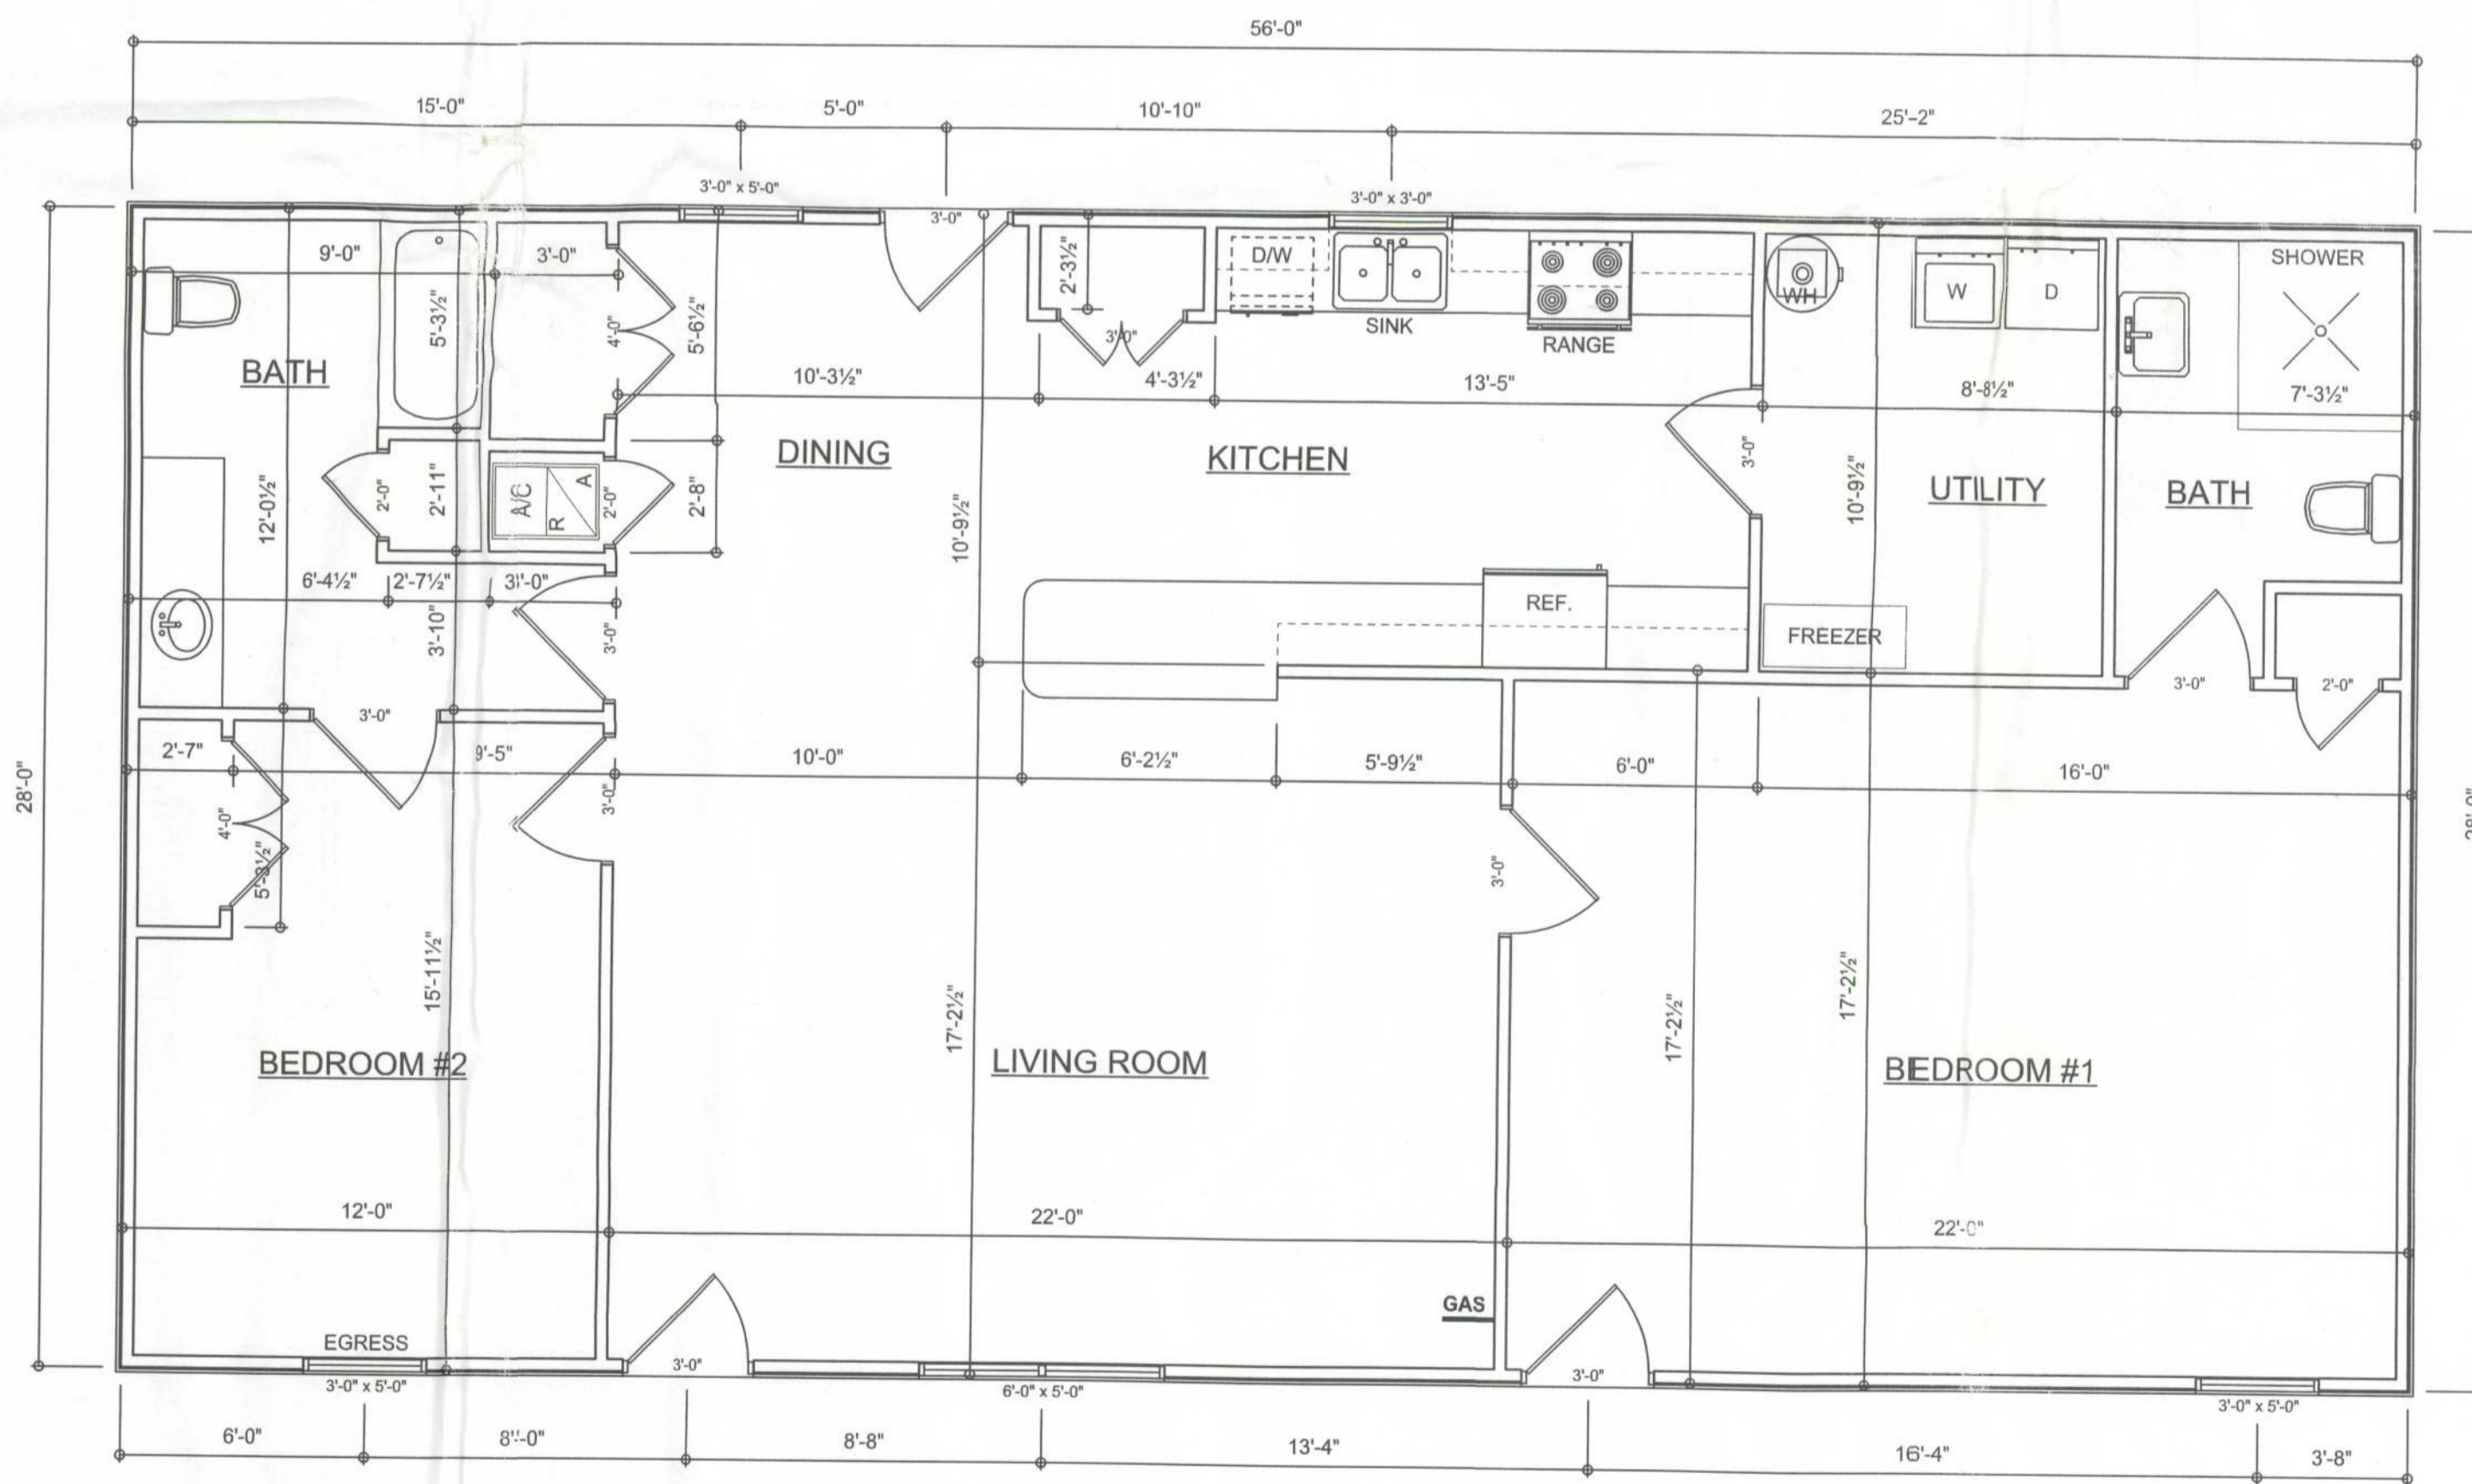 56'-0"
15'-0"
5'-0"
10'-10"
25'-2"
3'-0" x 5'-0"
3'-0"
3'-0" x 3'-0"
9'-0"
3'-0"
5'-3½"
4'-0"
5'-6½"
2'-3½"
3'-0"
D/W
SINK
RANGE
WH
W
D
SHOWER
BATH
10'-3½"
4'-3½"
13'-5"
8'-8½"
7'-3½"
DINING
KITCHEN
3'-0"
UTILITY
BATH
12'-0½"
2'-0"
2'-11"
A/C
R
A
2'-0"
2'-8"
10'-9½"
10'-9½"
6'-4½"
2'-7½"
3'-0"
3'-10"
3'-0"
REF.
FREEZER
3'-0"
2'-0"
3'-0"
2'-7"
9'-5"
3'-0"
10'-0"
6'-2½"
5'-9½"
6'-0"
16'-0"
28'-0"
4'-0"
5'-3½"
3'-0"
15'-11½"
17'-2½"
17'-2½"
17'-2½"
BEDROOM #2
LIVING ROOM
BEDROOM #1
12'-0"
22'-0"
22'-0"
GAS
EGRESS
3'-0" x 5'-0"
3'-0"
6'-0" x 5'-0"
3'-0"
3'-0" x 5'-0"
6'-0"
8'-0"
8'-8"
13'-4"
16'-4"
3'-8"